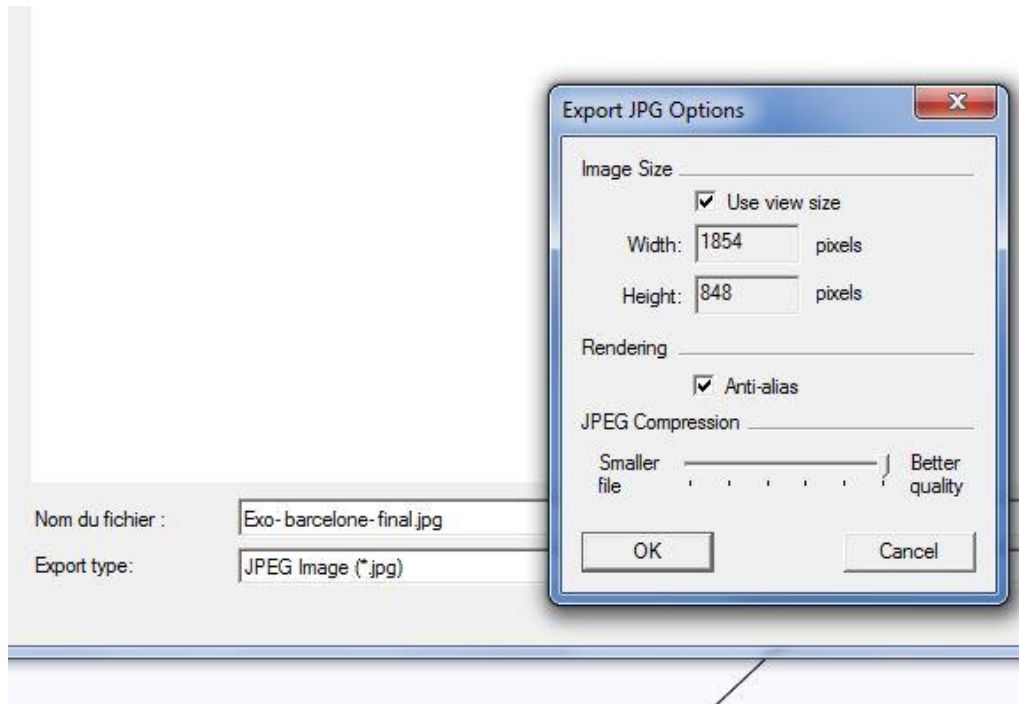 Export JPG Options
Image Size
Use view size
Width: 1854 pixels
Height: 848 pixels
Rendering
Anti-alias
JPEG Compression
Smaller file
Better quality
OK Cancel
Nom du fichier : Exo-barcelone-final.jpg
Export type: JPEG Image (*.jpg)